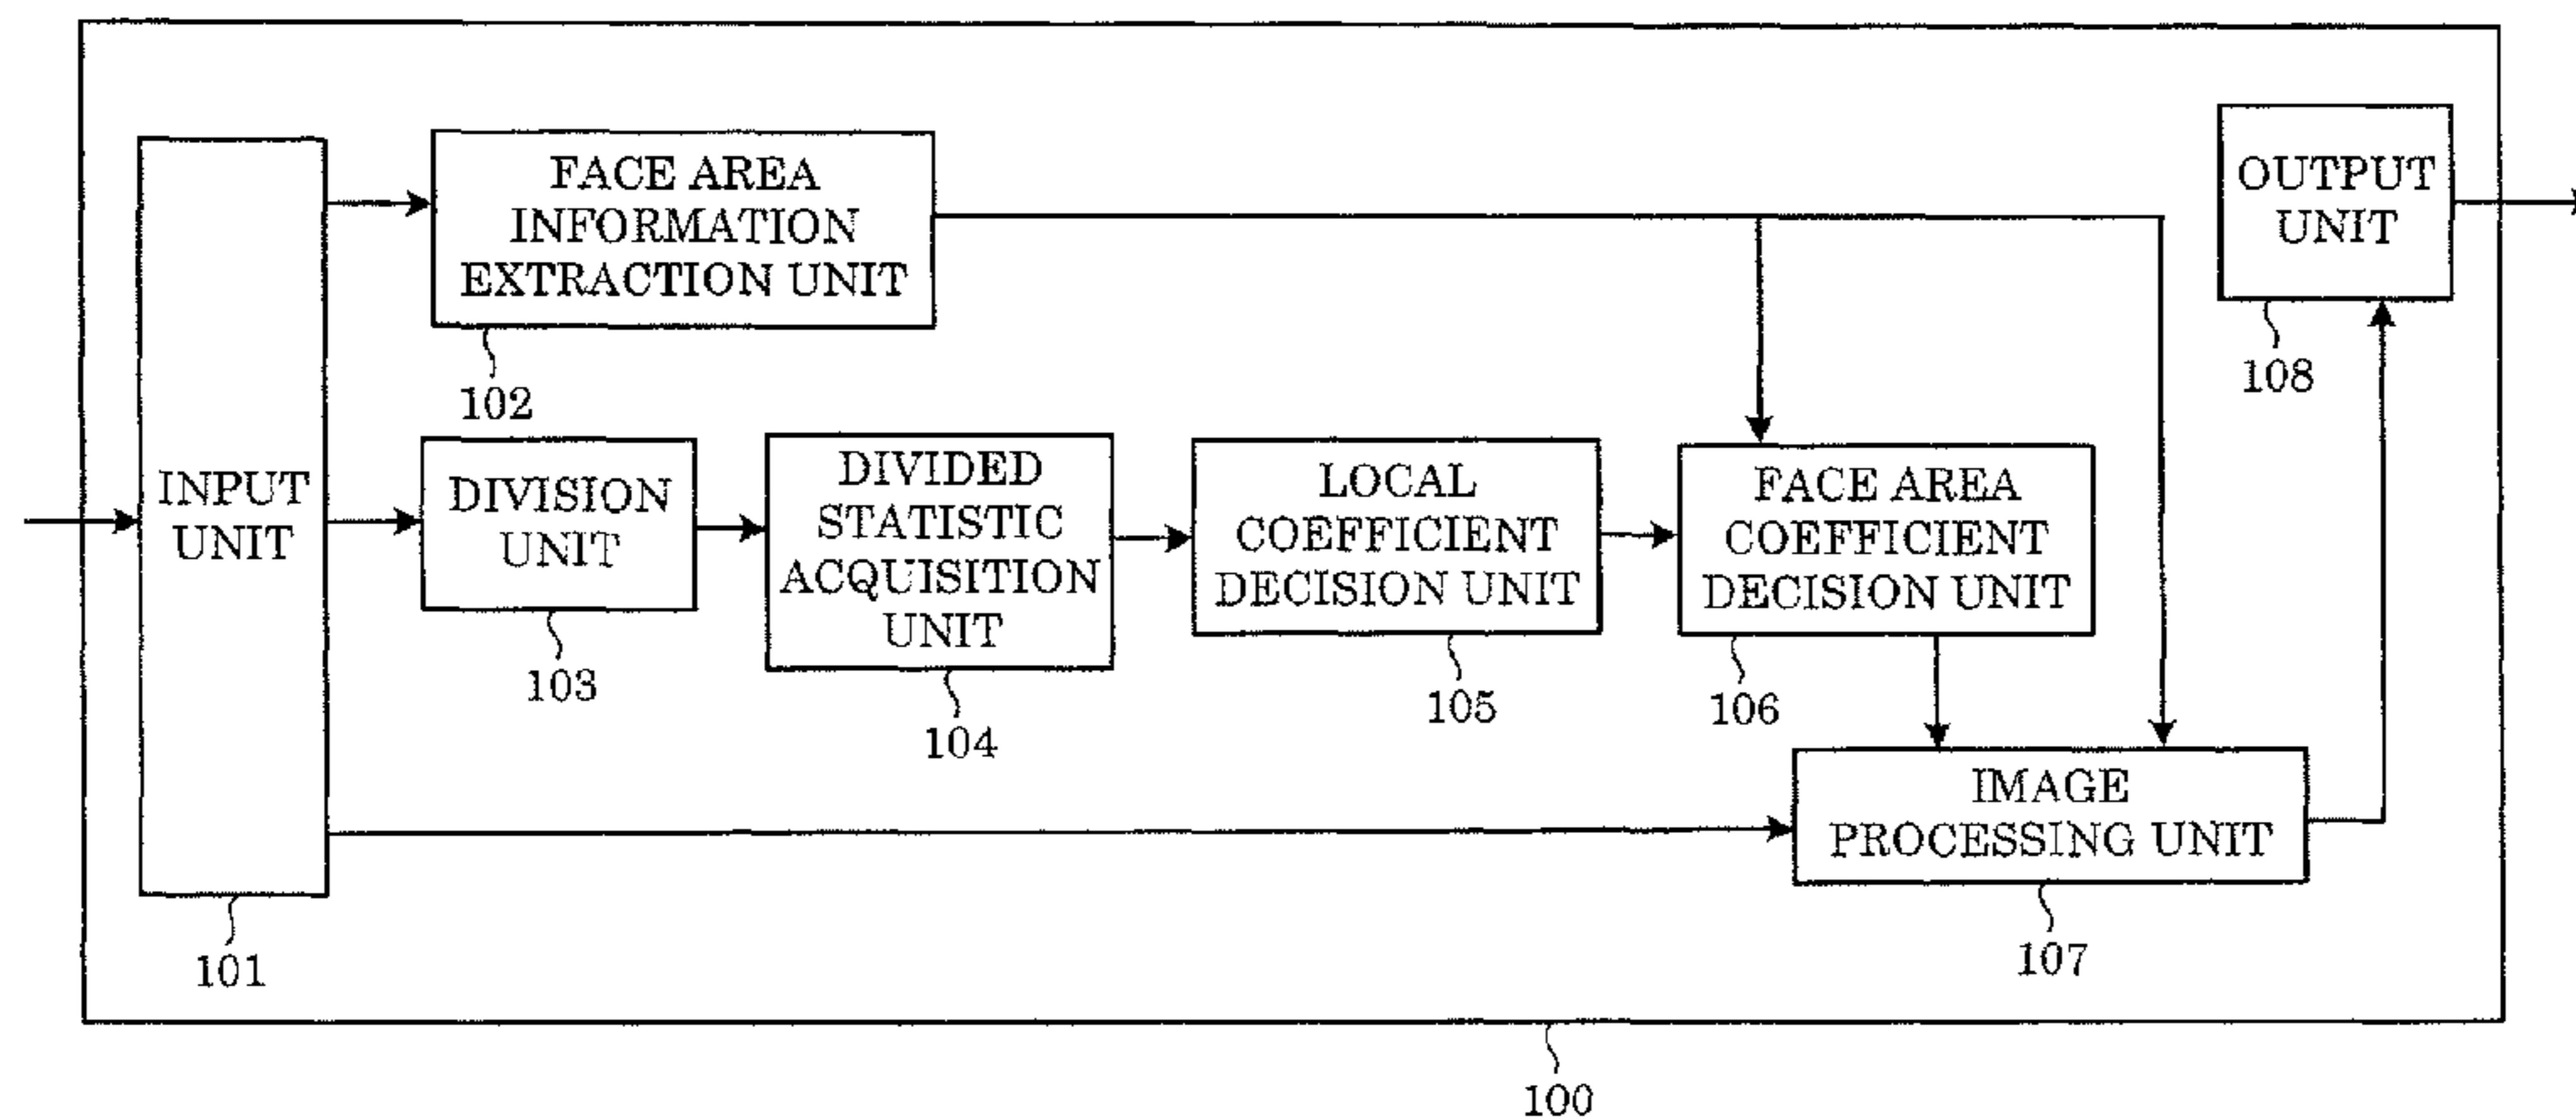 FACE AREA
INFORMATION
EXTRACTION UNIT
102
OUTPUT
UNIT
108
INPUT
UNIT
101
DIVISION
UNIT
103
DIVIDED
STATISTIC
ACQUISITION
UNIT
104
LOCAL
COEFFICIENT
DECISION UNIT
105
FACE AREA
COEFFICIENT
DECISION UNIT
106
IMAGE
PROCESSING UNIT
107
100